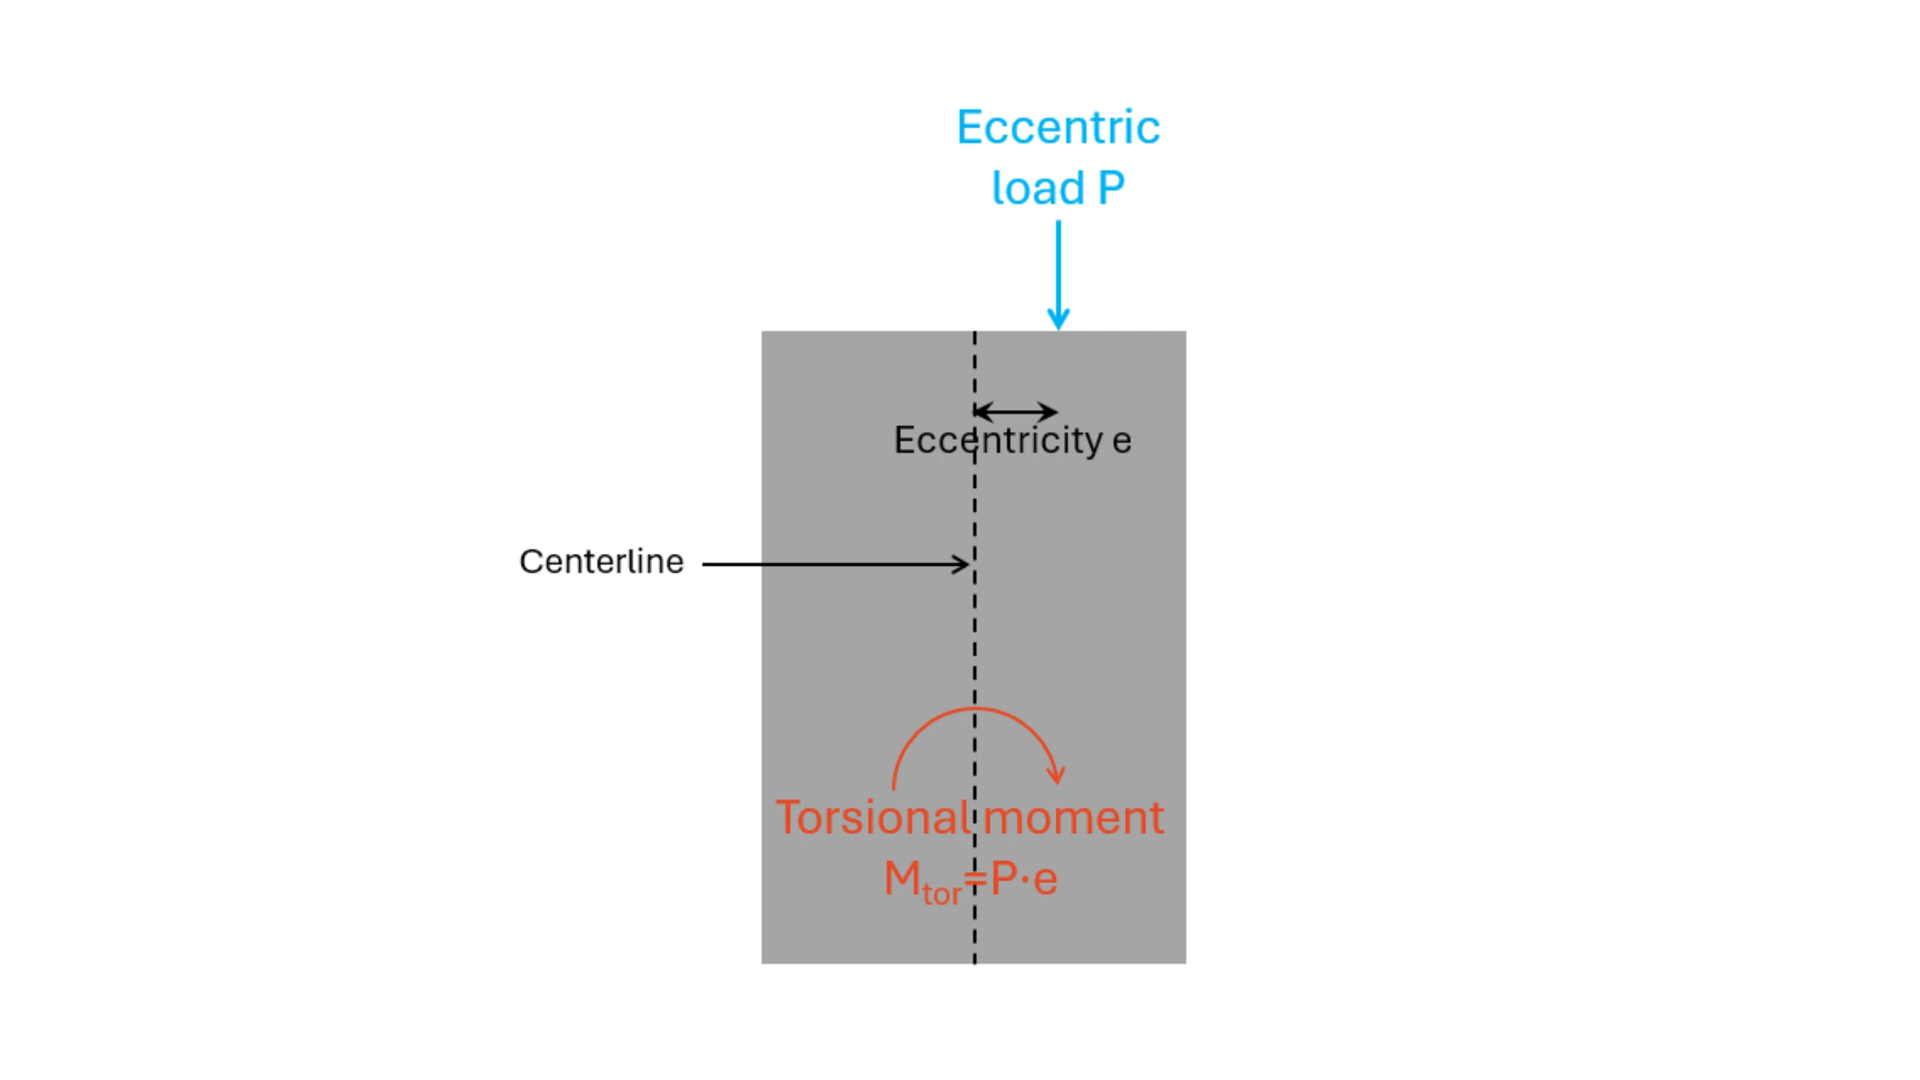 Eccentric
load P
Eccentricity e
Centerline
Torsional moment
Mtor=P·e